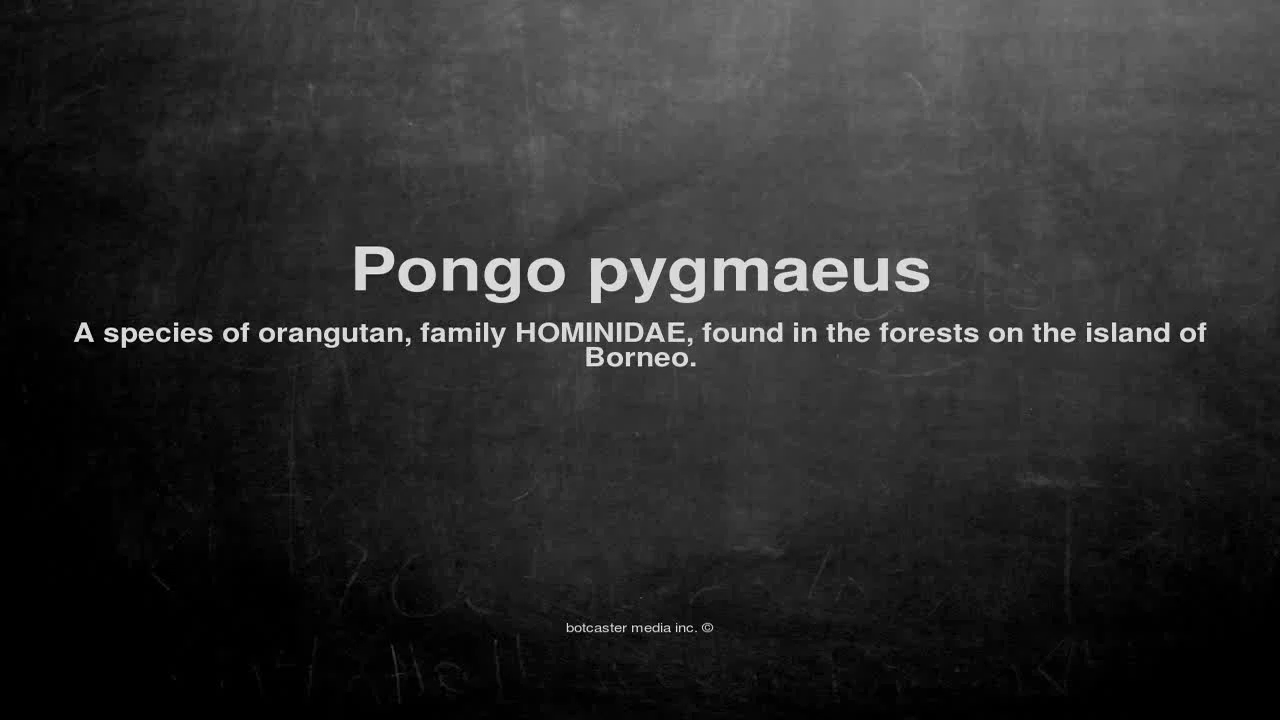 Pongo pygmaeus
A species of orangutan, family HOMINIDAE, found in the forests on the island of
Borneo.
botcaster media inc. ©